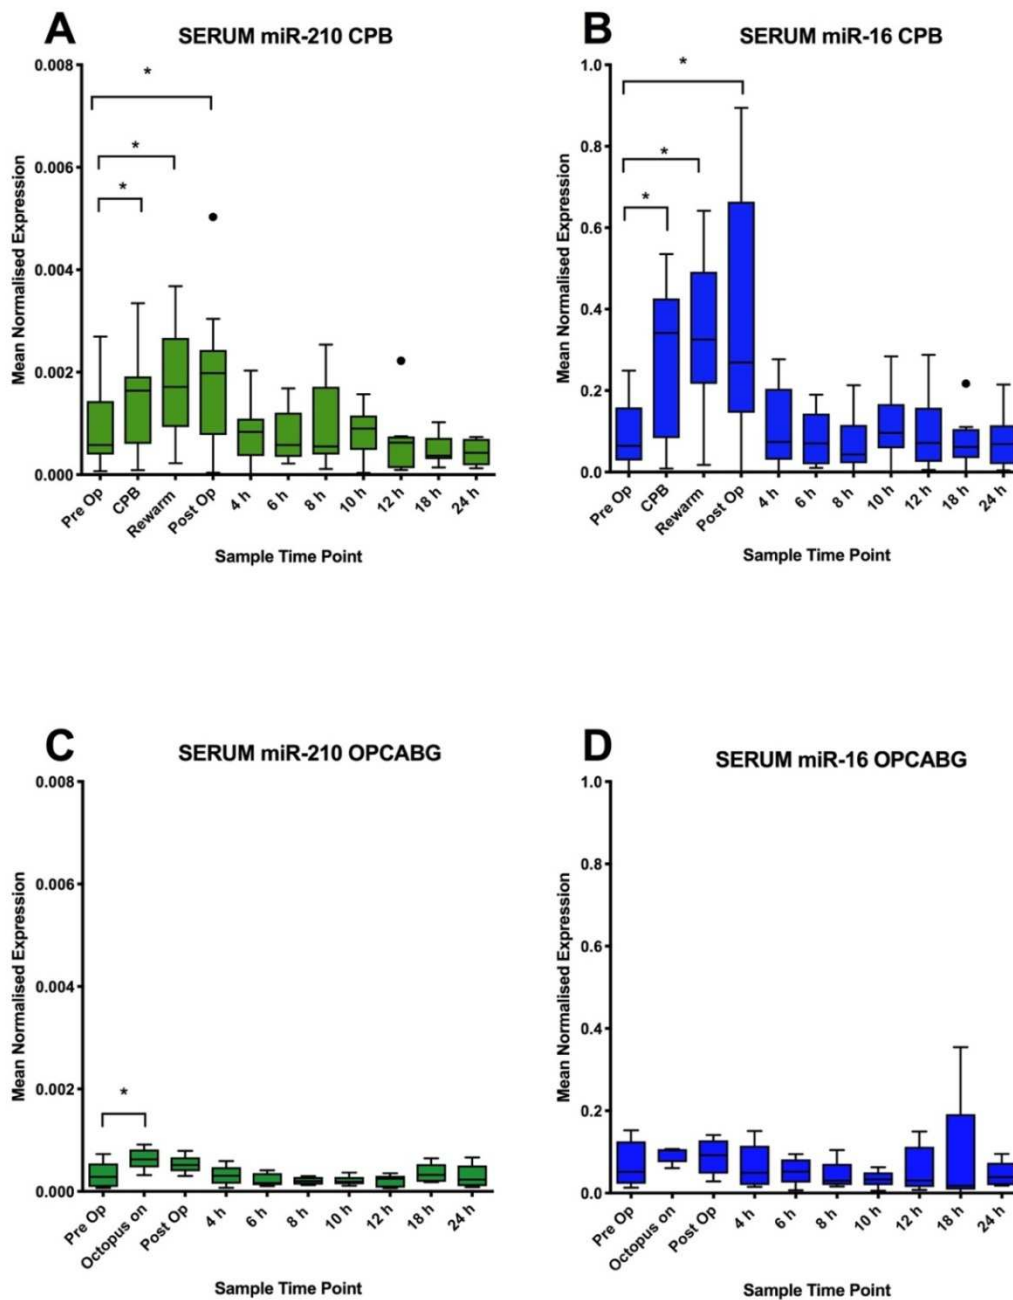 A
SERUM miR-210 CPB
Mean Normalised Expression
0.008
0.006
0.004
0.002
0.000
*
*
*
Pre Op
CPB
Rewarm
Post Op
4 h
6 h
8 h
10 h
12 h
18 h
24 h
Sample Time Point
B
SERUM miR-16 CPB
Mean Normalised Expression
1.0
0.8
0.6
0.4
0.2
0.0
*
*
*
Pre Op
CPB
Rewarm
Post Op
4 h
6 h
8 h
10 h
12 h
18 h
24 h
Sample Time Point
C
SERUM miR-210 OPCABG
Mean Normalised Expression
0.008
0.006
0.004
0.002
0.000
*
Pre Op
Octopus on
Post Op
4 h
6 h
8 h
10 h
12 h
18 h
24 h
Sample Time Point
D
SERUM miR-16 OPCABG
Mean Normalised Expression
1.0
0.8
0.6
0.4
0.2
0.0
Pre Op
Octopus on
Post Op
4 h
6 h
8 h
10 h
12 h
18 h
24 h
Sample Time Point